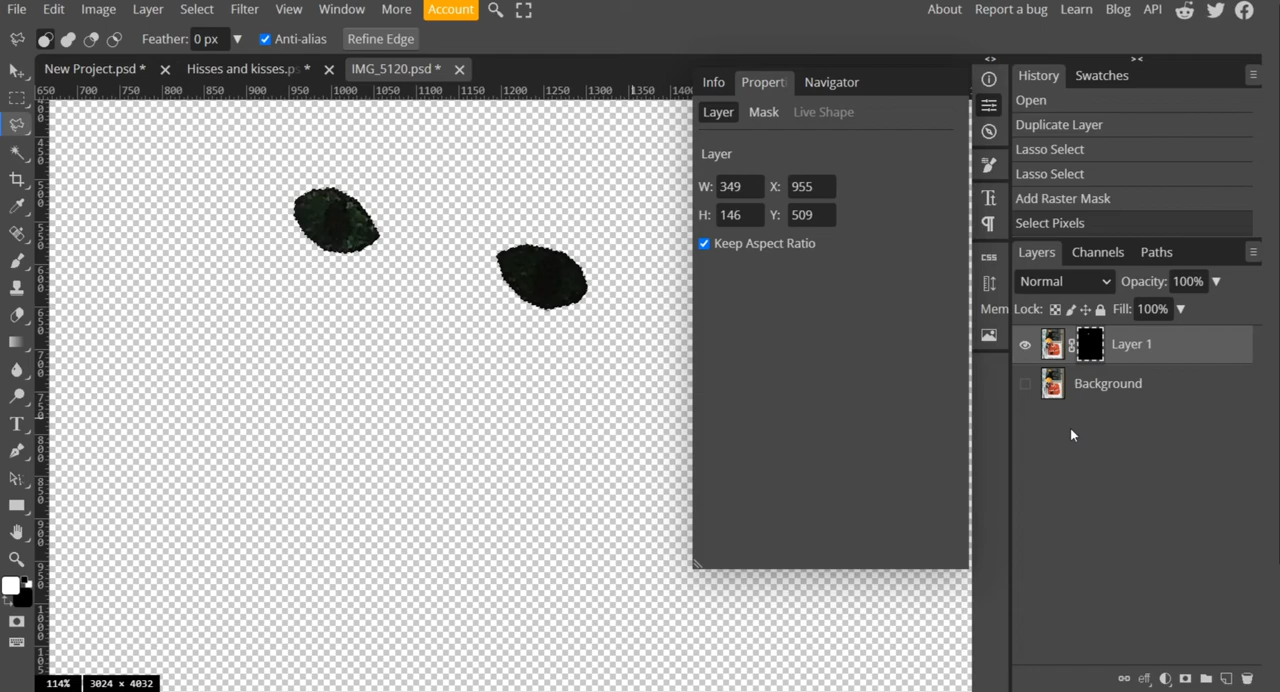 File Edit Image Layer Select Filter View Window More Account About Report a bug Learn Blog API
Feather: 0 px Anti-alias Refine Edge
New Project.psd * Hisses and kisses.p * IMG_5120.psd *
650 700 750 800 850 900 950 1000 1050 1100 1150 1200 1250 1300 1350 1400
Info Propert Navigator
Layer Mask Live Shape
Layer
W: 349 X: 955
H: 146 Y: 509
Keep Aspect Ratio
CSS
Mem
History Swatches
Open
Duplicate Layer
Lasso Select
Lasso Select
Add Raster Mask
Select Pixels
Layers Channels Paths
Normal Opacity: 100%
Lock: Fill: 100%
Layer 1
Background
eff
114% 3024 × 4032